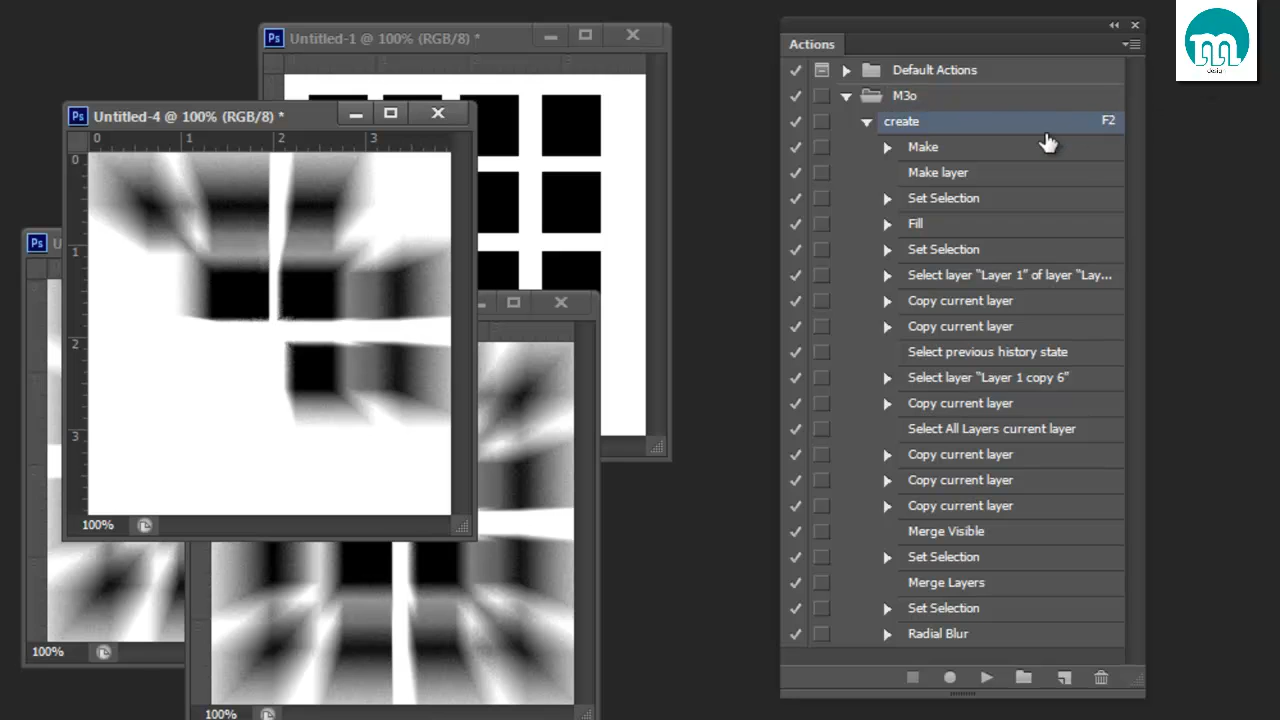 Untitled-1 @ 100% (RGB/8) *
Untitled-4 @ 100% (RGB/8) *
0 1 2 3
0
1
2
3
100%
100%
100%
Actions
Default Actions
M3o
create F2
Make
Make layer
Set Selection
Fill
Set Selection
Select layer "Layer 1" of layer "Lay...
Copy current layer
Copy current layer
Select previous history state
Select layer "Layer 1 copy 6"
Copy current layer
Select All Layers current layer
Copy current layer
Copy current layer
Copy current layer
Merge Visible
Set Selection
Merge Layers
Set Selection
Radial Blur
m
design
Ps
Ps
Ps U